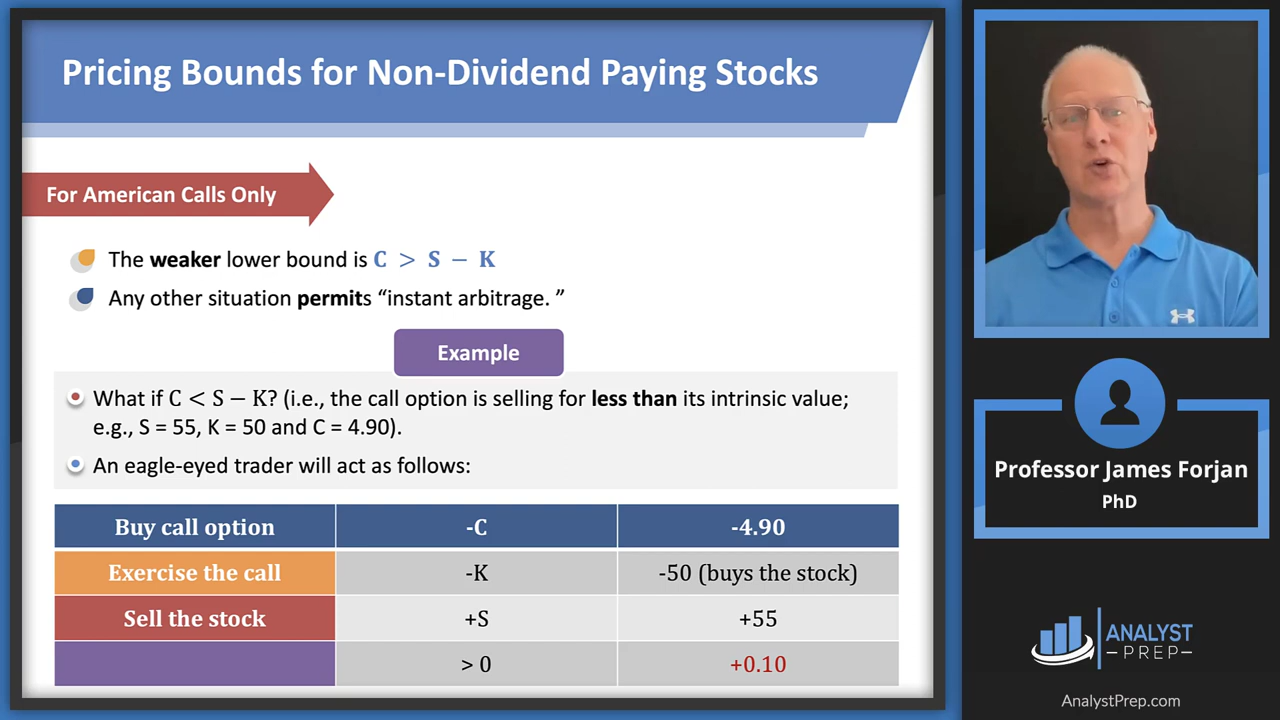 Pricing Bounds for Non-Dividend Paying Stocks
For American Calls Only
The weaker lower bound is C > S − K
Any other situation permits “instant arbitrage. ”
Example
What if C < S − K? (i.e., the call option is selling for less than its intrinsic value;
e.g., S = 55, K = 50 and C = 4.90).
An eagle-eyed trader will act as follows:
Buy call option -C -4.90
Exercise the call -K -50 (buys the stock)
Sell the stock +S +55
> 0 +0.10
Professor James Forjan
PhD
ANALYST
PREP
AnalystPrep.com